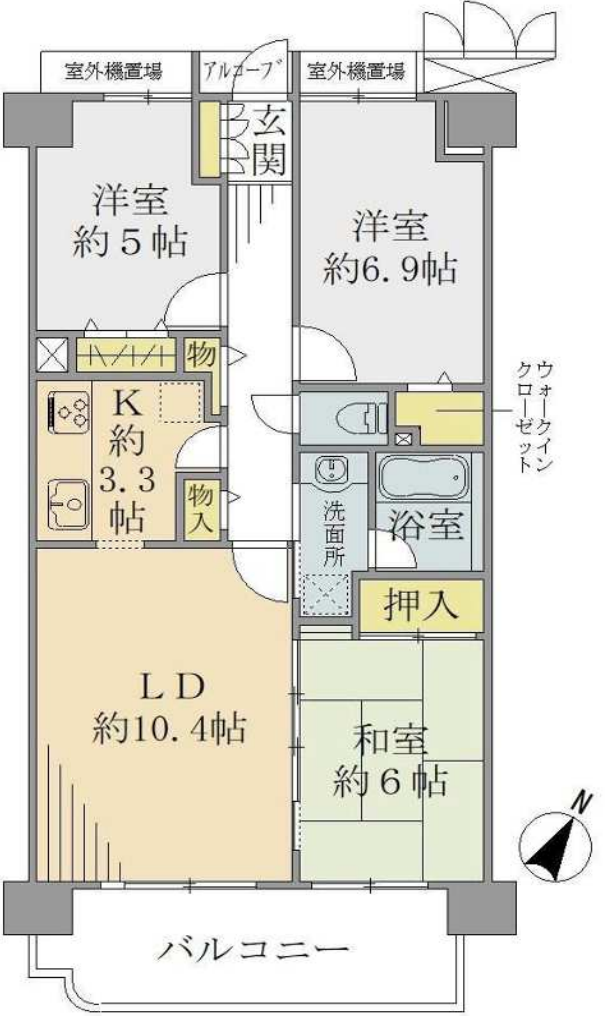 室外機置場
アルコーブ
室外機置場
玄関
洋室
約5帖
洋室
約6.9帖
物
K
約
3.3
帖
ウォークイン
クローゼット
物入
洗面所
浴室
押入
LD
約10.4帖
和室
約6帖
N
バルコニー